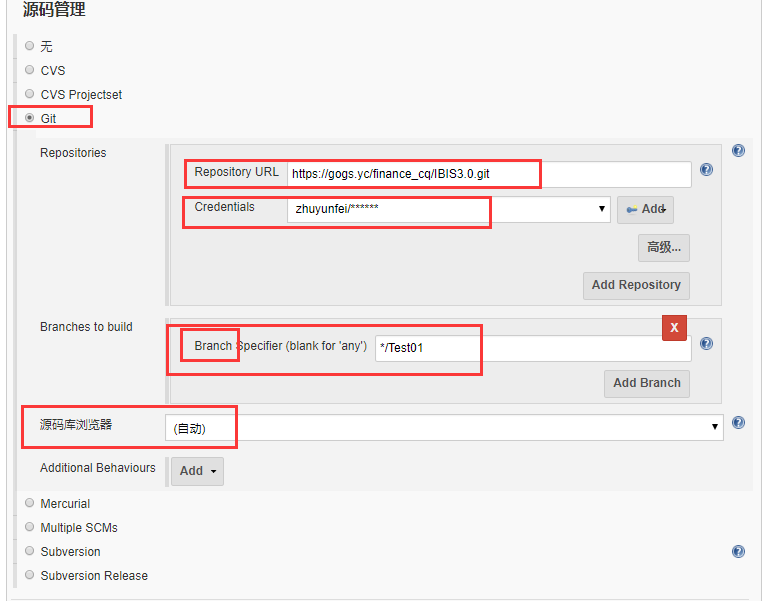 源码管理
无
CVS
CVS Projectset
Git
Repositories
Repository URL https://gogs.yc/finance_cq/IBIS3.0.git
Credentials zhuyunfei/****** Add
高级...
Add Repository
Branches to build
X
Branch Specifier (blank for 'any') */Test01
Add Branch
源码库浏览器 (自动)
Additional Behaviours Add
Mercurial
Multiple SCMs
Subversion
Subversion Release